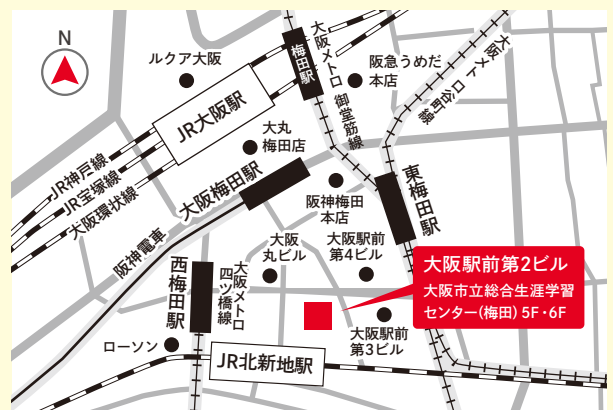 N
ルクア大阪
JR大阪駅
梅田駅
大阪メトロ
御堂筋線
阪急うめだ
本店
大阪メトロ谷町線
大丸
梅田店
JR神戸線
JR宝塚線
大阪環状線
大阪梅田駅
阪神梅田
本店
東梅田駅
阪神電車
西梅田駅
大阪メトロ
四ツ橋線
大阪
丸ビル
大阪駅前
第4ビル
大阪駅前第2ビル
大阪市立総合生涯学習
センター(梅田) 5F・6F
大阪駅前
第3ビル
ローソン
JR北新地駅